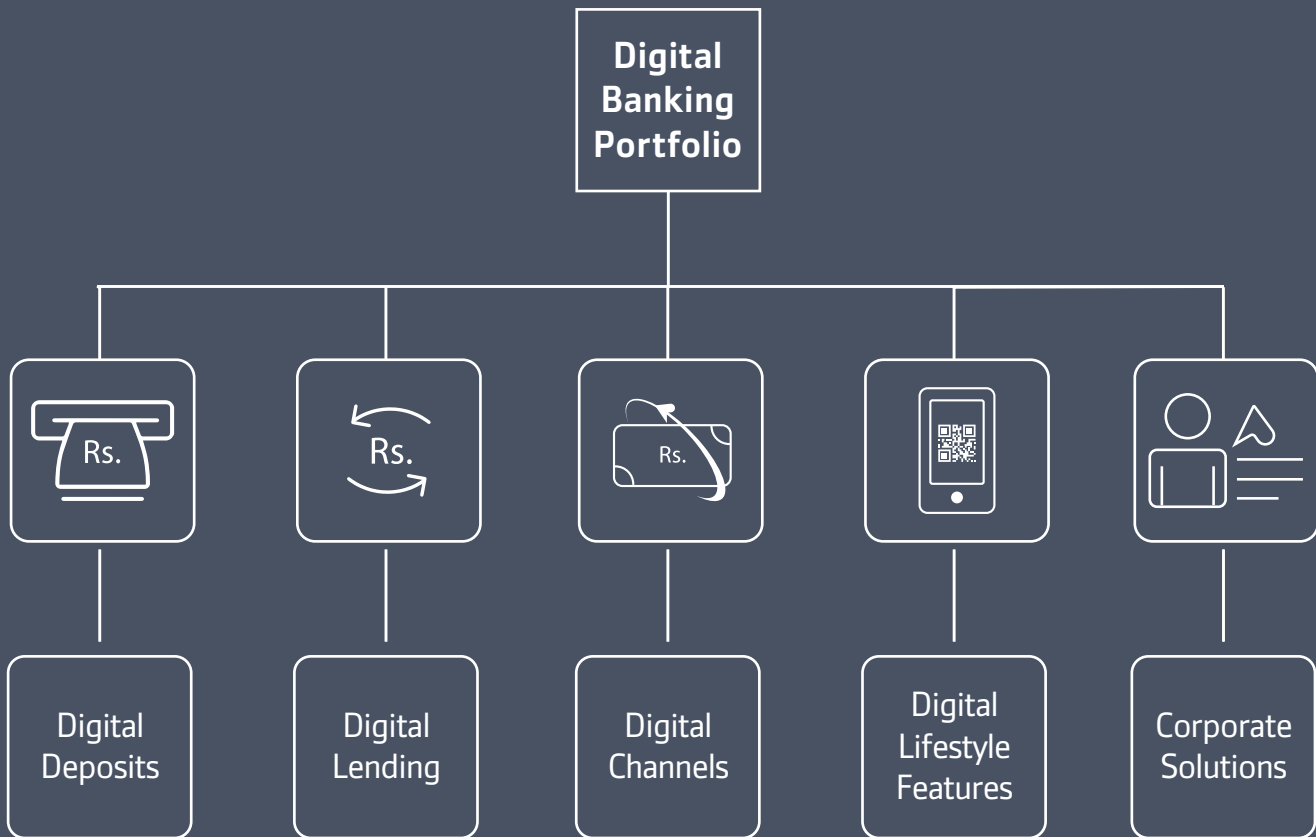 Digital
Banking
Portfolio
Rs.
Rs.
Rs.
Digital
Deposits
Digital
Lending
Digital
Channels
Digital
Lifestyle
Features
Corporate
Solutions